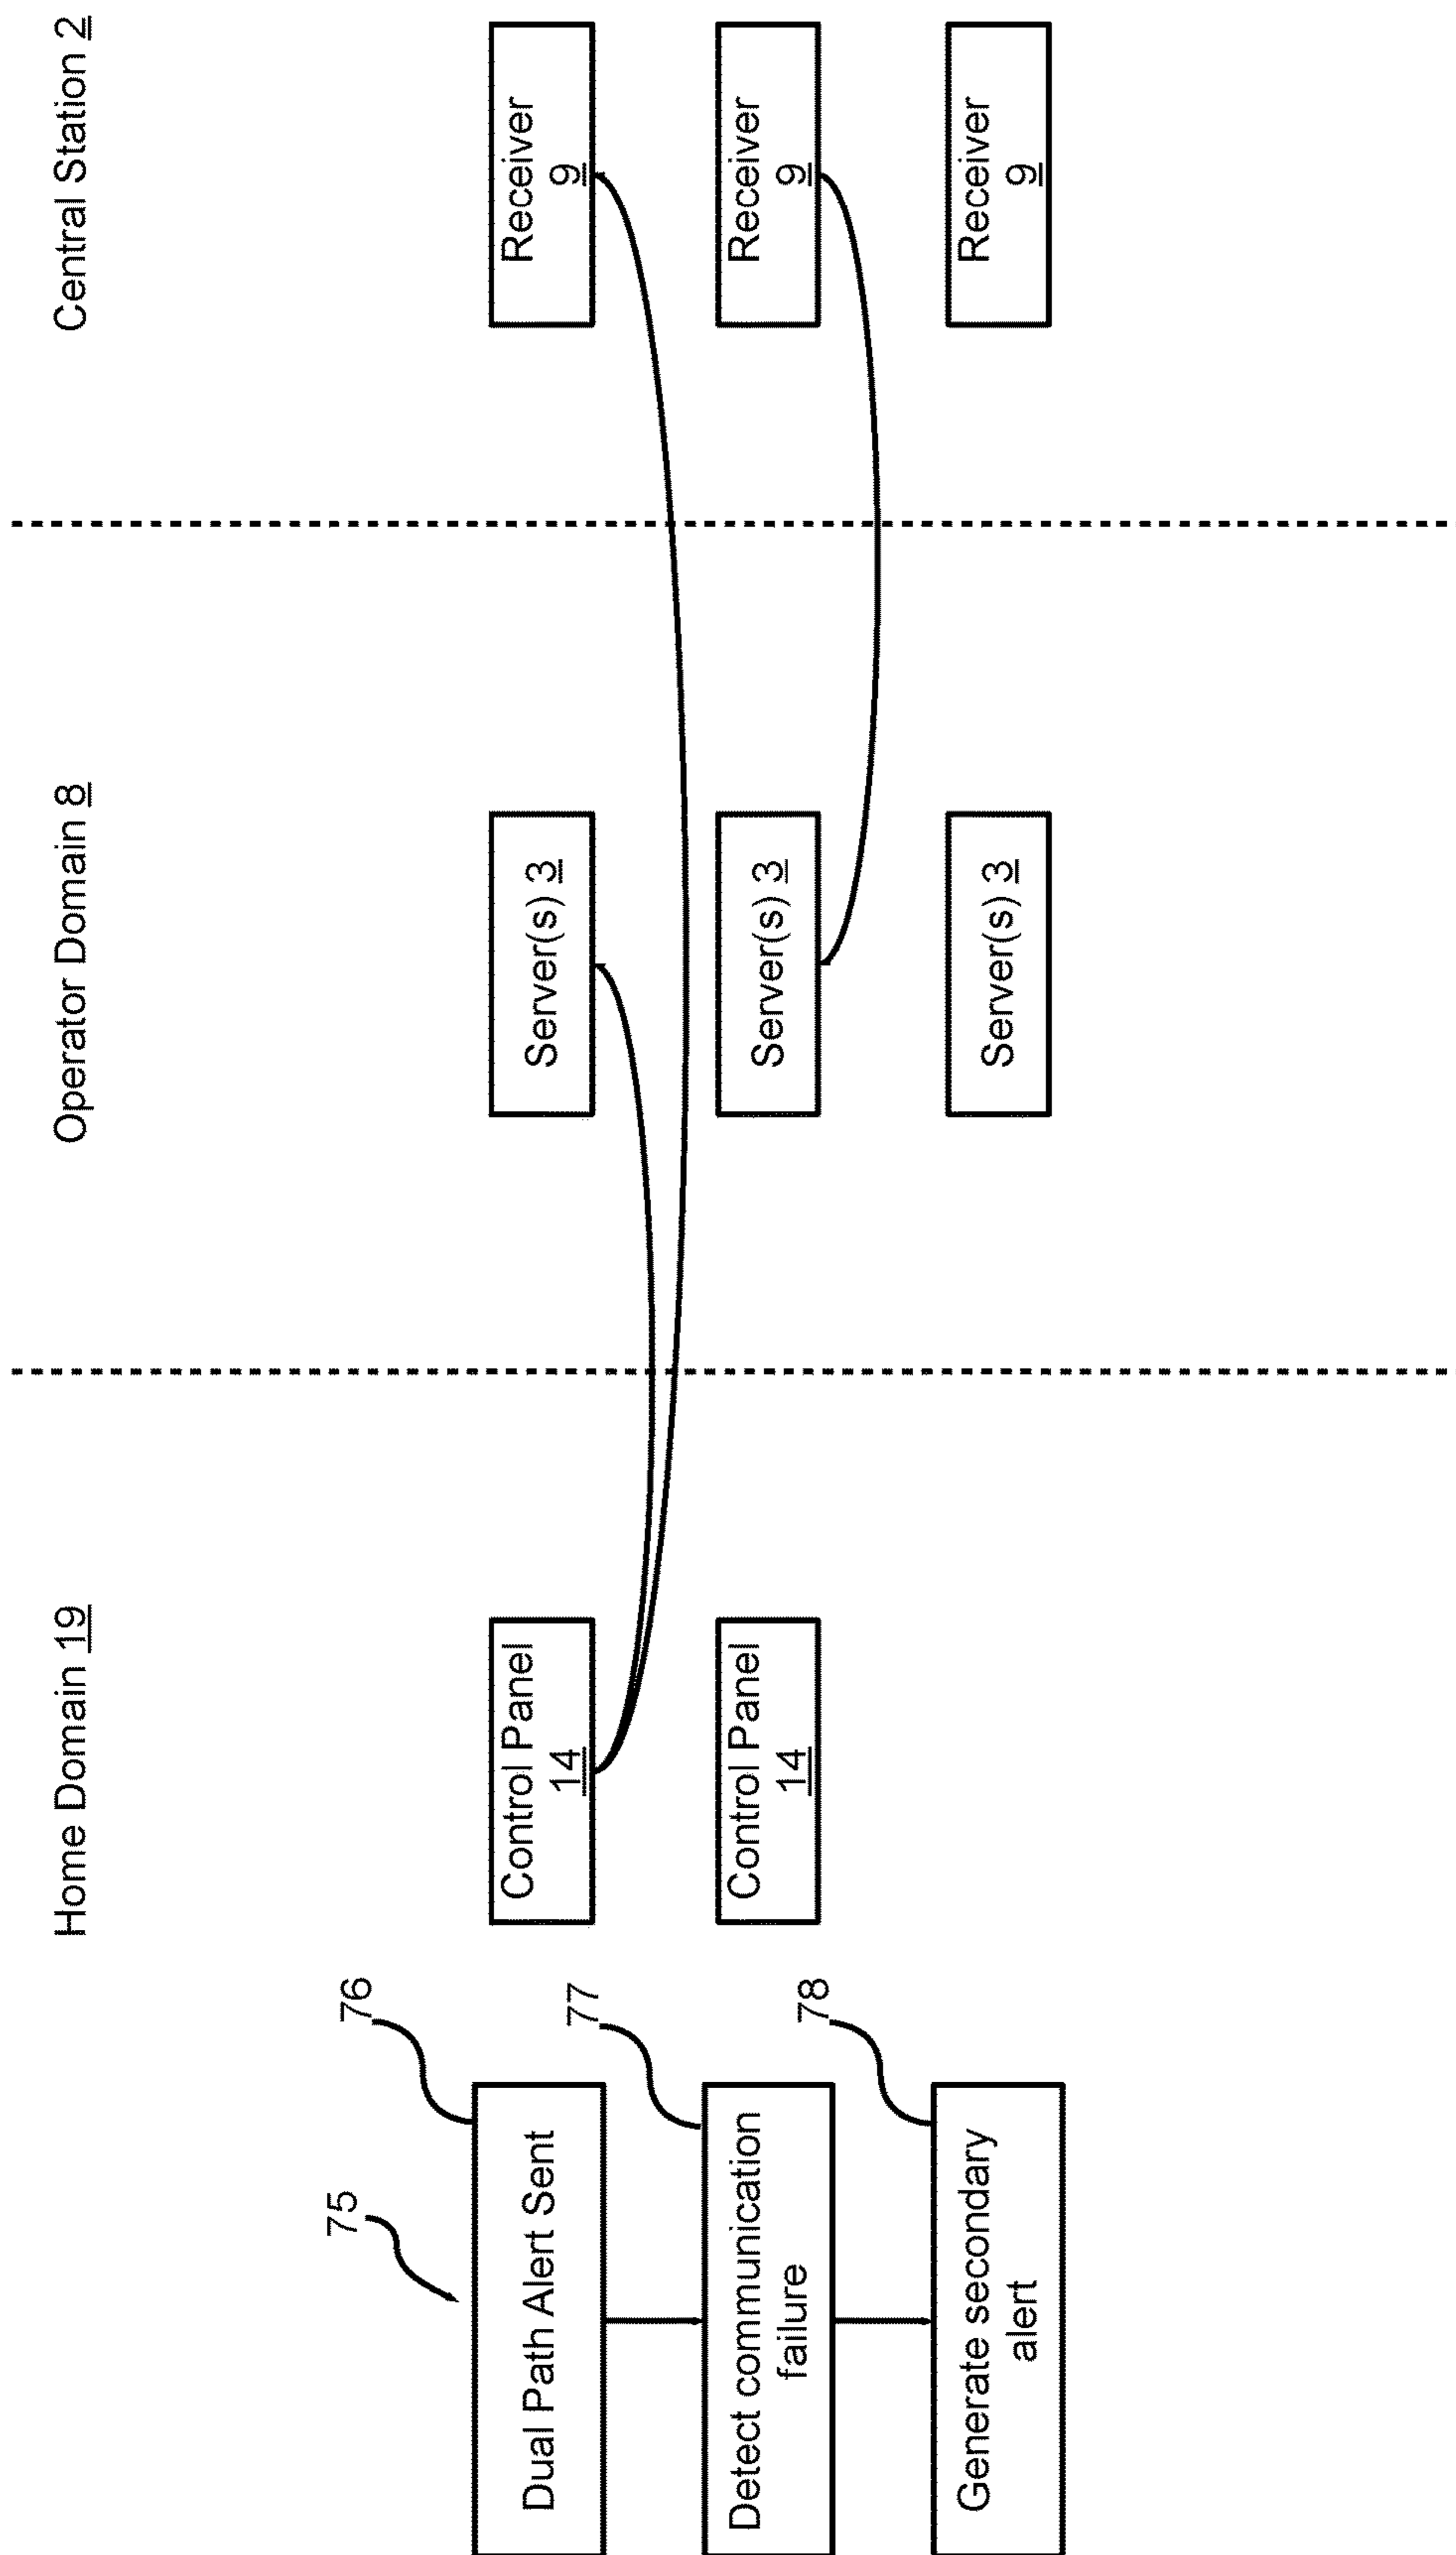 Home Domain 19
Operator Domain 8
Central Station 2
75
76
Dual Path Alert Sent
Control Panel
14
Server(s) 3
Receiver
9
77
Detect communication
failure
Control Panel
14
Server(s) 3
Receiver
9
78
Generate secondary
alert
Server(s) 3
Receiver
9